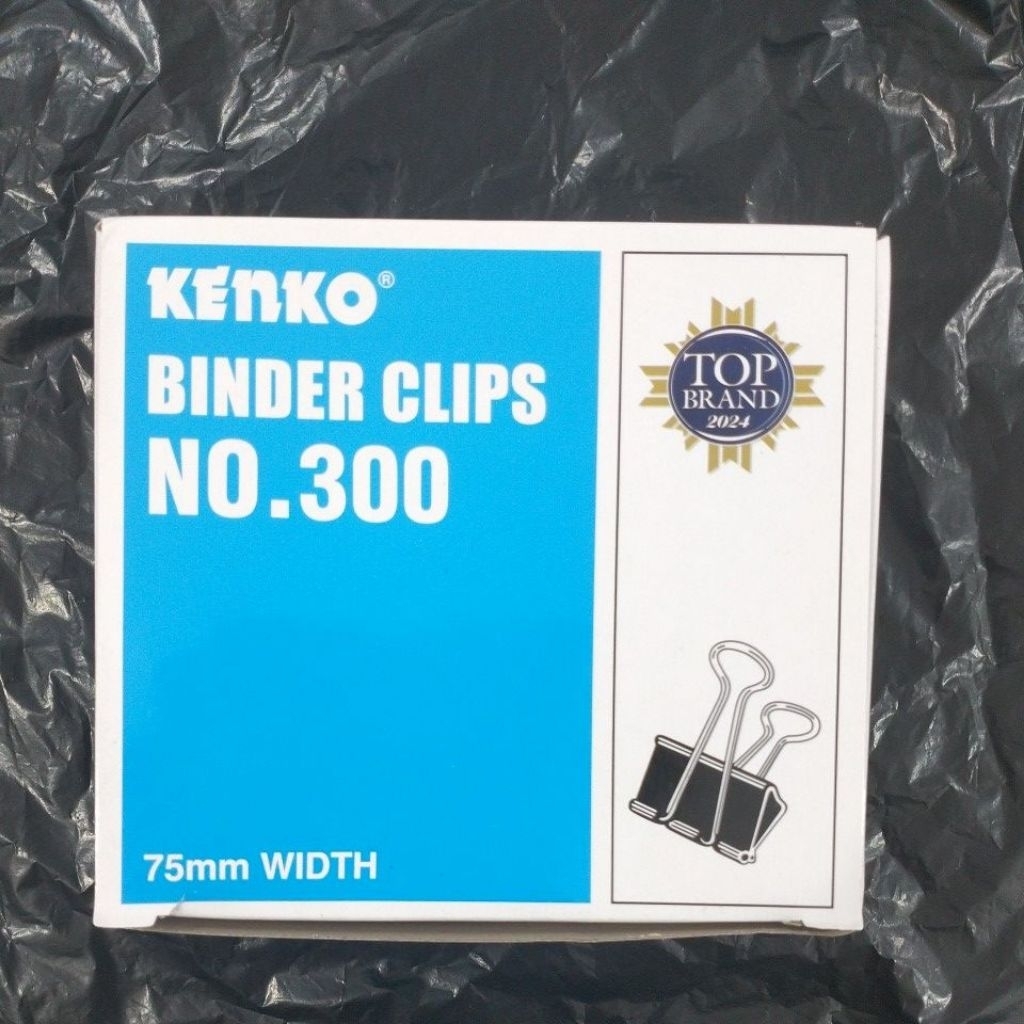 KENKO®
BINDER CLIPS
NO.300
75mm WIDTH
TOP
BRAND
2024